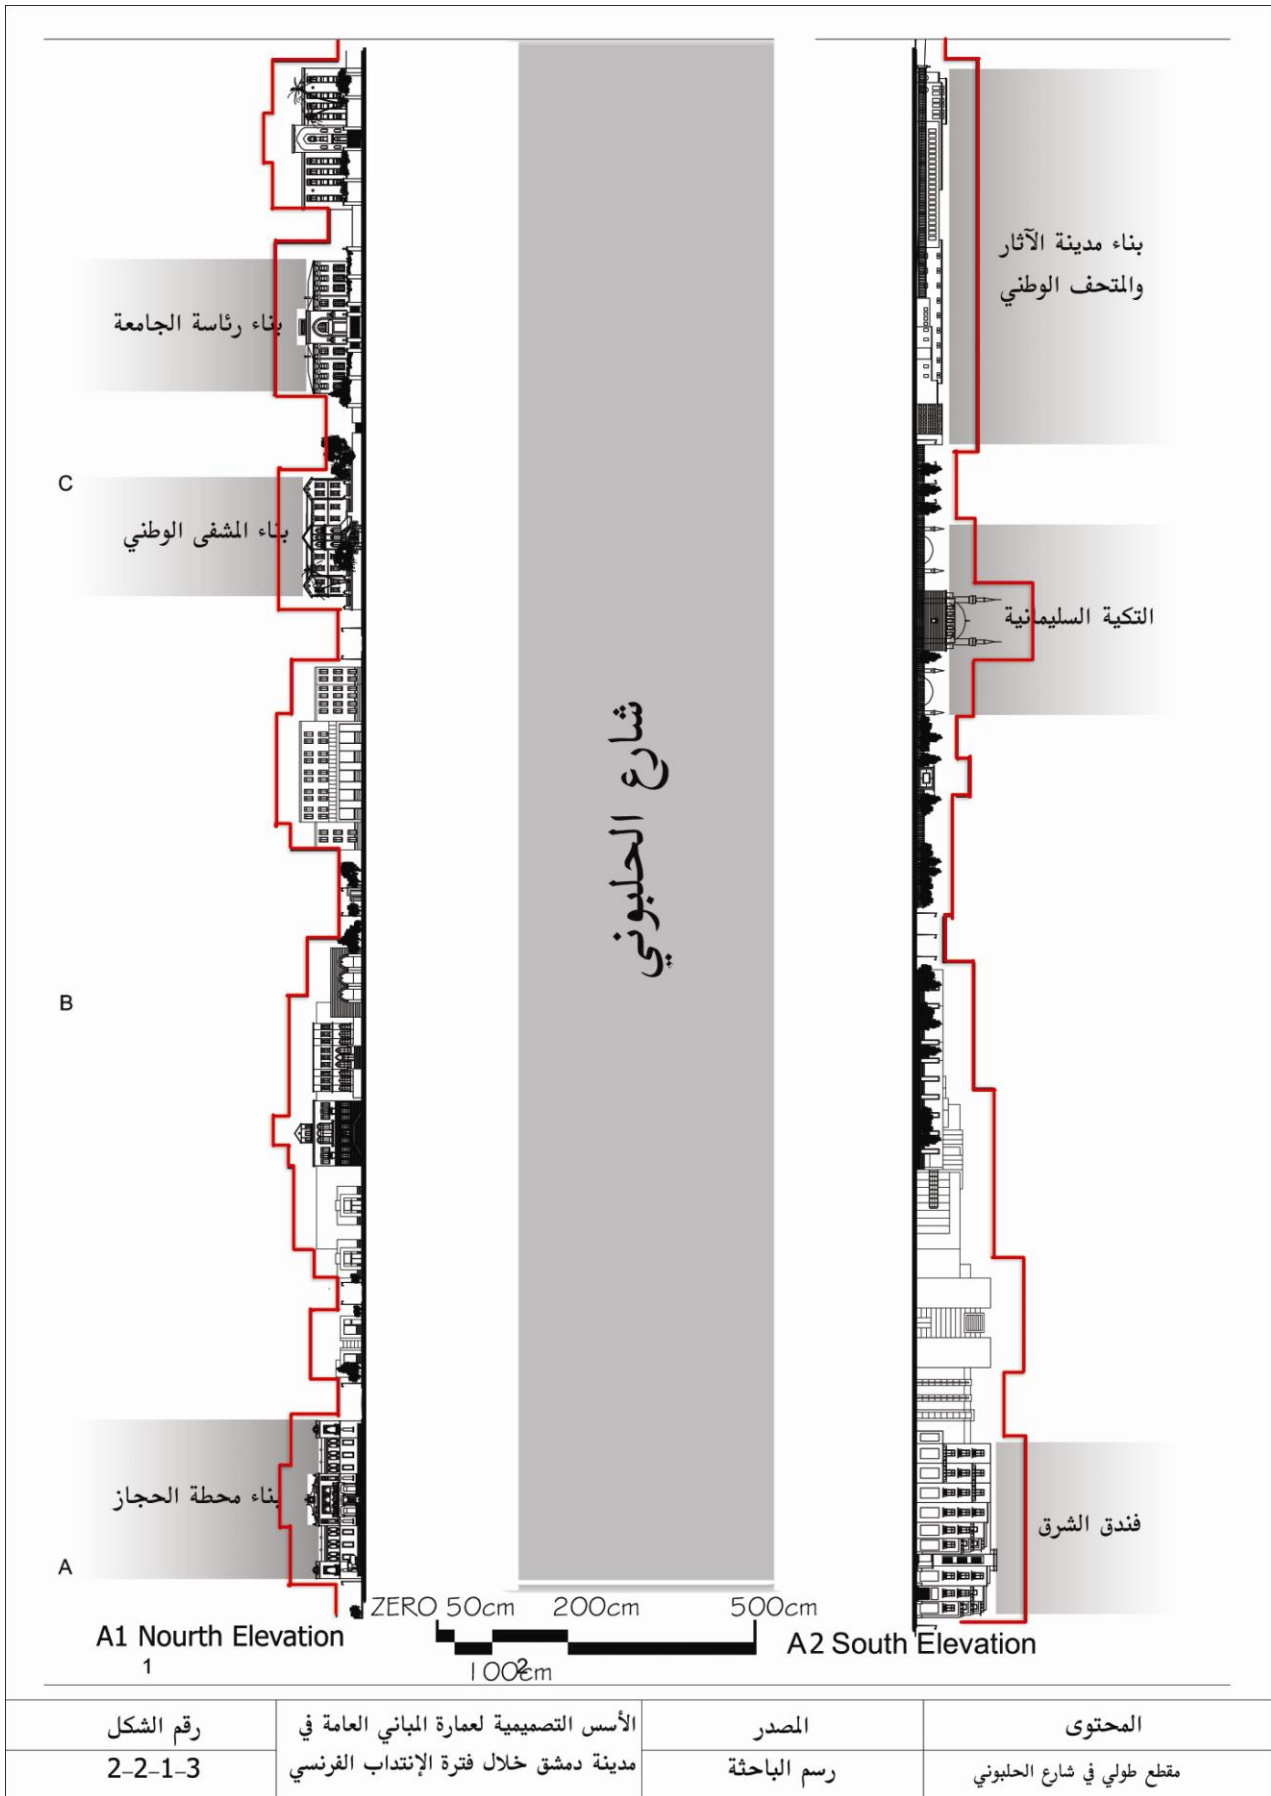 بناء مدينة الآثار
والمتحف الوطني
بناء رئاسة الجامعة
C
بناء المشفى الوطني
التكية السليمانية
شارع الحلبوني
B
بناء محطة الحجاز
فندق الشرق
A
ZERO 50cm 200cm 500cm
A1 Nourth Elevation
A2 South Elevation
1
100cm
2
المحتوى
المصدر
الأسس التصميمية لعمارة المباني العامة في
مدينة دمشق خلال فترة الإنتداب الفرنسي
رقم الشكل
مقطع طولي في شارع الحلبوني
رسم الباحثة
2-2-1-3